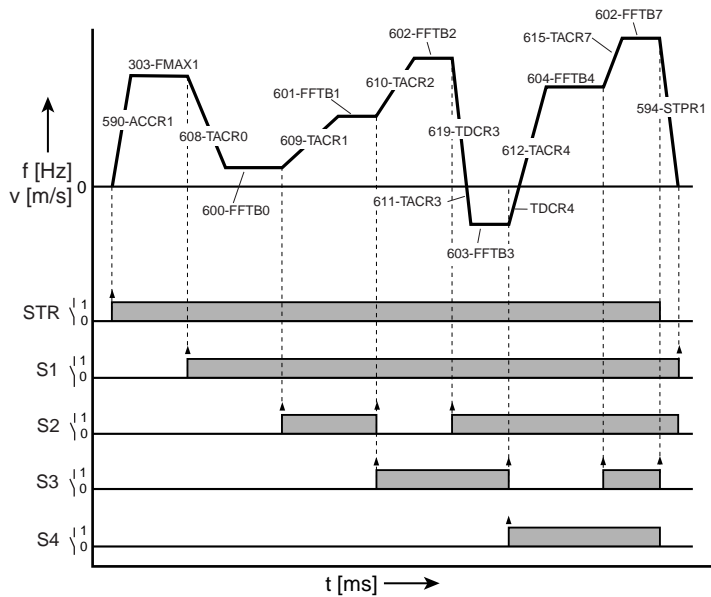 602-FFTB2
602-FFTB7
615-TACR7
303-FMAX1
610-TACR2
604-FFTB4
601-FFTB1
590-ACCR1
608-TACR0
609-TACR1
619-TDCR3
612-TACR4
594-STPR1
f [Hz]
v [m/s]
0
600-FFTB0
611-TACR3
TDCR4
603-FFTB3
STR 1
0
S1 1
0
S2 1
0
S3 1
0
S4 1
0
t [ms]